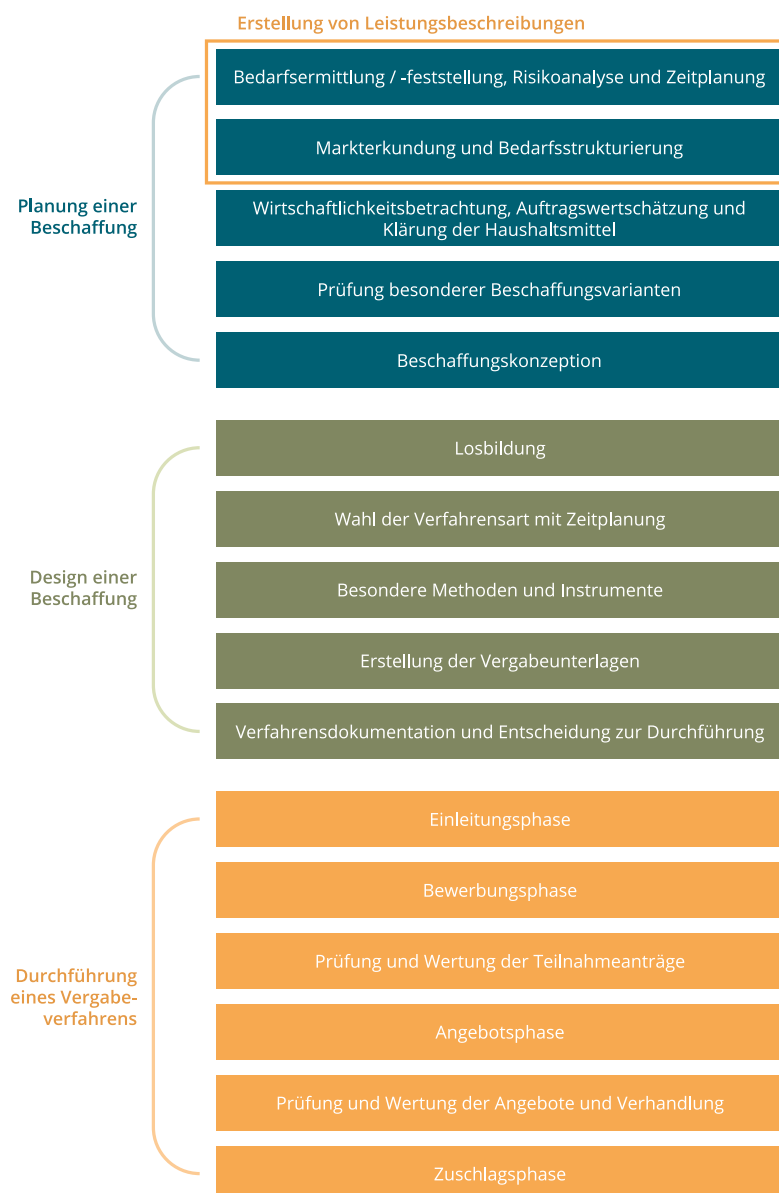 Erstellung von Leistungsbeschreibungen
Bedarfsermittlung / -feststellung, Risikoanalyse und Zeitplanung
Markterkundung und Bedarfsstrukturierung
Planung einer
Beschaffung
Wirtschaftlichkeitsbetrachtung, Auftragswertschätzung und
Klärung der Haushaltsmittel
Prüfung besonderer Beschaffungsvarianten
Beschaffungskonzeption
Losbildung
Wahl der Verfahrensart mit Zeitplanung
Design einer
Beschaffung
Besondere Methoden und Instrumente
Erstellung der Vergabeunterlagen
Verfahrensdokumentation und Entscheidung zur Durchführung
Einleitungsphase
Bewerbungsphase
Durchführung
eines Vergabe-
verfahrens
Prüfung und Wertung der Teilnahmeanträge
Angebotsphase
Prüfung und Wertung der Angebote und Verhandlung
Zuschlagsphase